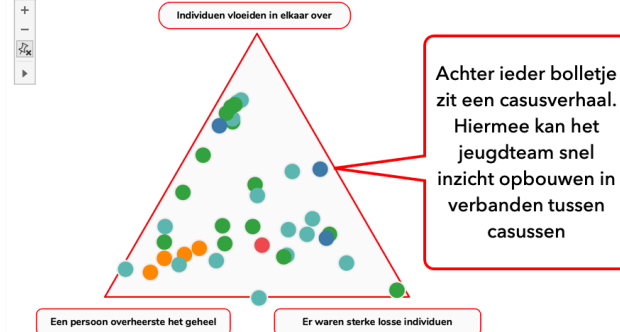 Individuen vloeiden in elkaar over
Achter ieder bolletje
zit een casusverhaal.
Hiermee kan het
jeugdteam snel
inzicht opbouwen in
verbanden tussen
casussen
Een persoon overheerste het geheel
Er waren sterke losse individuen